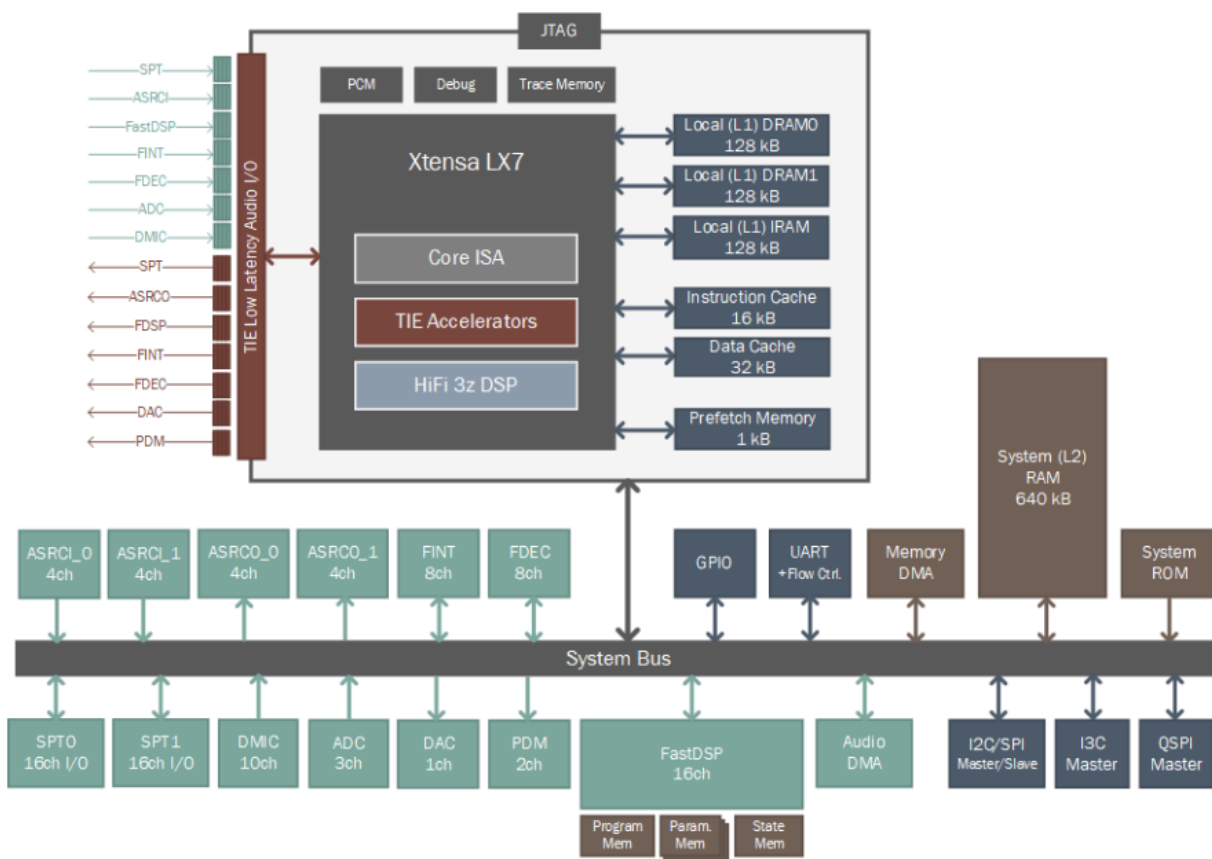 JTAG
PCM
Debug
Trace Memory
SPT
ASRCI
FastDSP
FINT
FDEC
ADC
DMIC
SPT
ASRCO
FDSP
FINT
FDEC
DAC
PDM
TIE Low Latency Audio I/O
Xtensa LX7
Core ISA
TIE Accelerators
HiFi 3z DSP
Local (L1) DRAM0
128 kB
Local (L1) DRAM1
128 kB
Local (L1) IRAM
128 kB
Instruction Cache
16 kB
Data Cache
32 kB
Prefetch Memory
1 kB
System (L2)
RAM
640 kB
ASRCI_0
4ch
ASRCI_1
4ch
ASRCO_0
4ch
ASRCO_1
4ch
FINT
8ch
FDEC
8ch
GPIO
UART
+Flow Ctrl.
Memory
DMA
System
ROM
System Bus
SPT0
16ch I/O
SPT1
16ch I/O
DMIC
10ch
ADC
3ch
DAC
1ch
PDM
2ch
FastDSP
16ch
Program
Mem
Param.
Mem
State
Mem
Audio
DMA
I2C/SPI
Master/Slave
I3C
Master
QSPI
Master